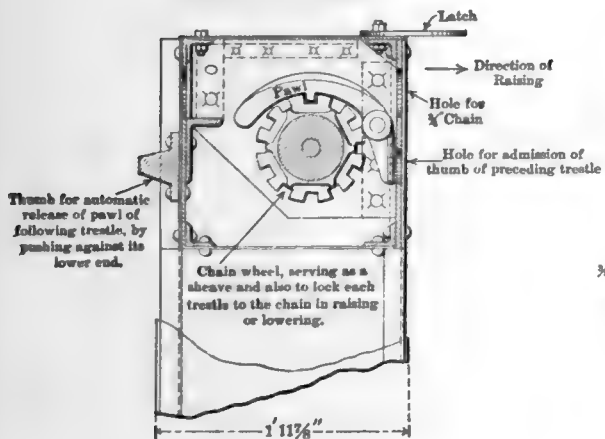 Latch
Direction of
Raising
Pawl
Hole for
¾" Chain
Hole for admission of
thumb of preceding trestle
Thumb for automatic
release of pawl of
following trestle, by
pushing against its
lower end.
Chain wheel, serving as a
sheave and also to lock each
trestle to the chain in raising
or lowering.
1'11⅞"